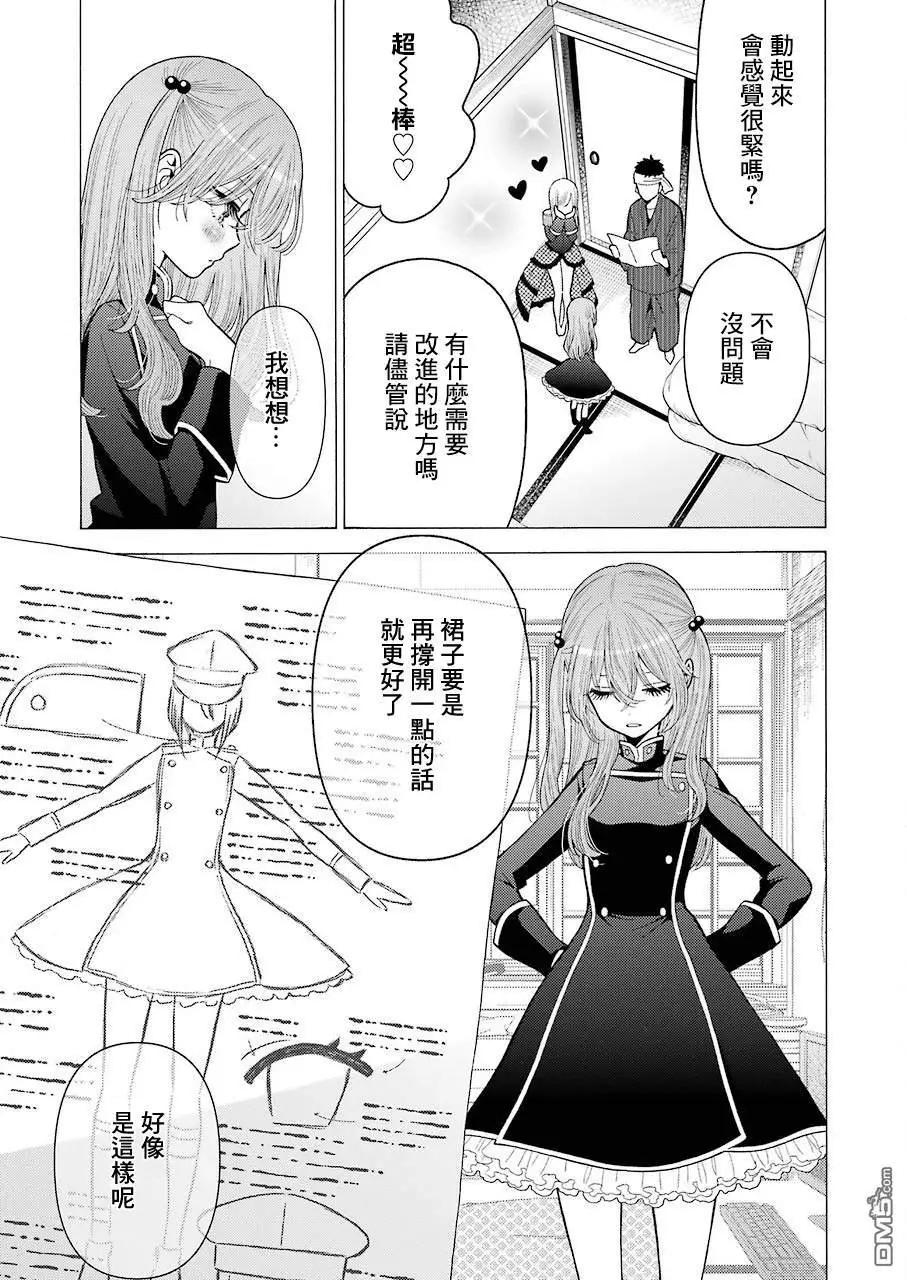 動起來
會感覺很緊嗎？
不會
沒問題
超~~~棒♡♡
有什麼需要
改進的地方嗎
請儘管說
我想想…
裙子要是
再撐開一點的話
就更好了
好像
是這樣呢
DM5.com